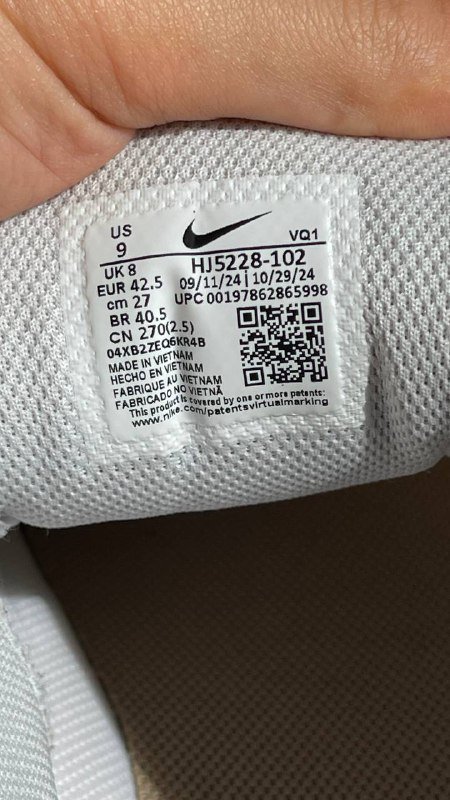 US
9
VQ1
UK 8
EUR 42.5
cm 27
BR 40.5
CN 270(2.5)
HJ5228-102
09/11/24 | 10/29/24
UPC 00197862865998
04XB2ZEQ6KR4B
MADE IN VIETNAM
HECHO EN VIETNAM
FABRIQUE AU VIETNAM
FABRICADO NO VIETNÃ
This product is covered by one or more patents:
www.nike.com/patentsvirtualmarking